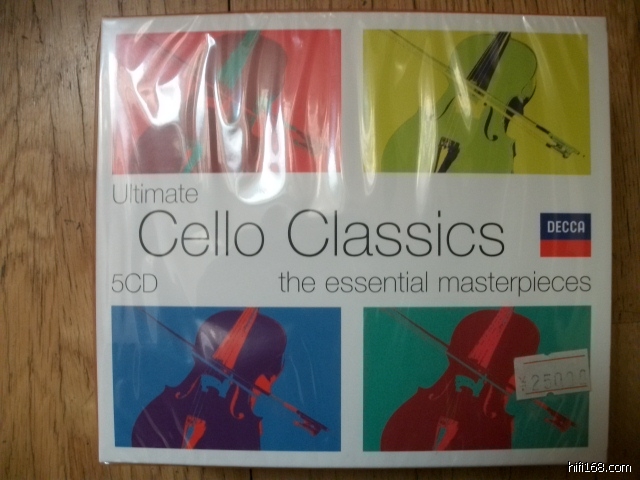 Ultimate
Cello Classics
DECCA
5CD
the essential masterpieces
hifi168.com